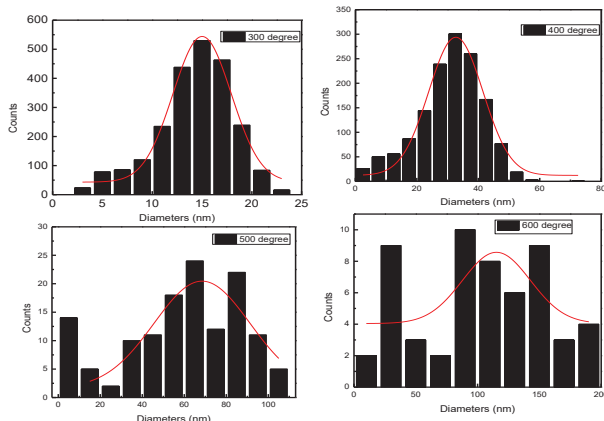 600
500
400
300
200
100
0
Counts
300 degree
0 5 10 15 20 25
Diameters (nm)
350
300
250
200
150
100
50
0
Counts
400 degree
0 20 40 60 80
Diameters (nm)
30
25
20
15
10
5
0
Counts
500 degree
0 20 40 60 80 100
Diameters (nm)
10
8
6
4
2
0
Counts
600 degree
0 50 100 150 200
Diameters (nm)